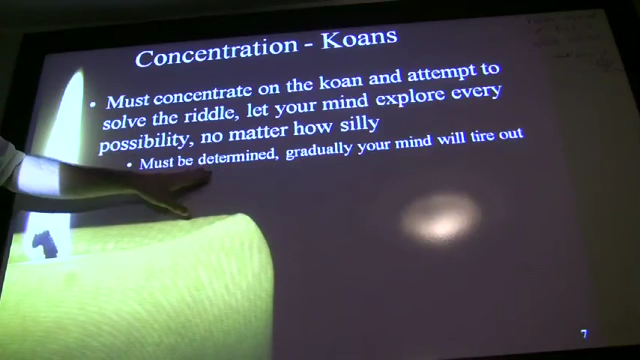 Concentration - Koans
• Must concentrate on the koan and attempt to
solve the riddle, let your mind explore every
possibility, no matter how silly
• Must be determined, gradually your mind will tire out
7